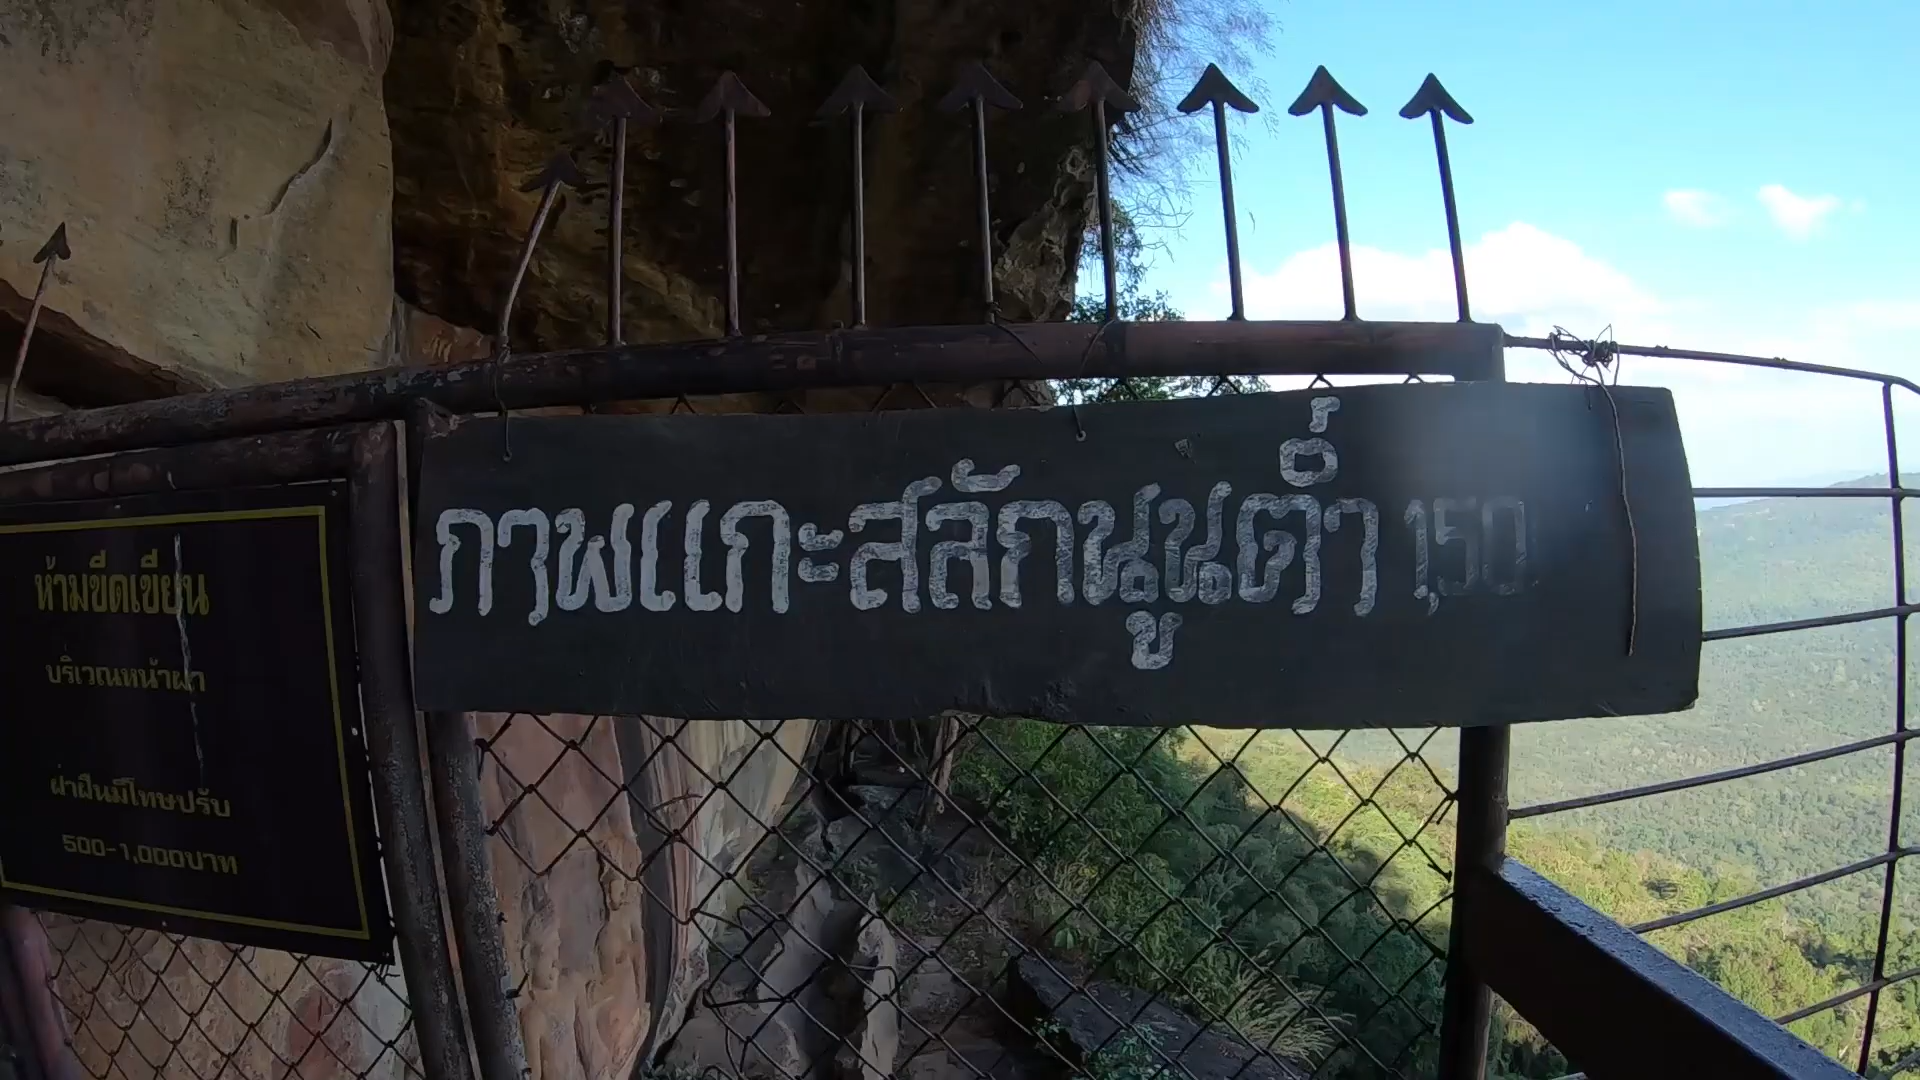 ภาพแกะสลักนูนต่ำ 1,50
ห้ามขีดเขียน
บริเวณหน้าผา
ฝ่าฝืนมีโทษปรับ
500-1,000บาท